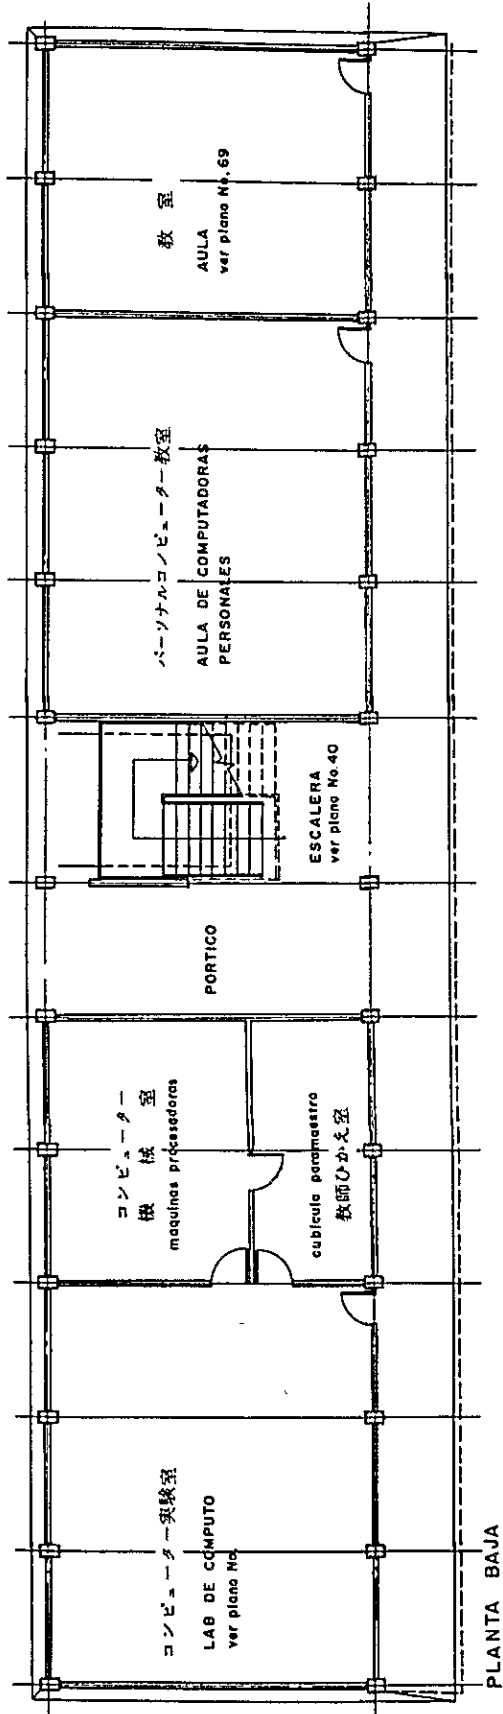 コンピューター実験室
LAB DE COMPUTO
ver plano No.
コンピューター
機械室
maquinas procesadoras
cubiculo paramaestro
教師ひかえ室
PORTICO
ESCALERA
ver plano No.40
パーソナルコンピューター教室
AULA DE COMPUTADORAS
PERSONALES
教室
AULA
ver plano No.69
PLANTA BAJA